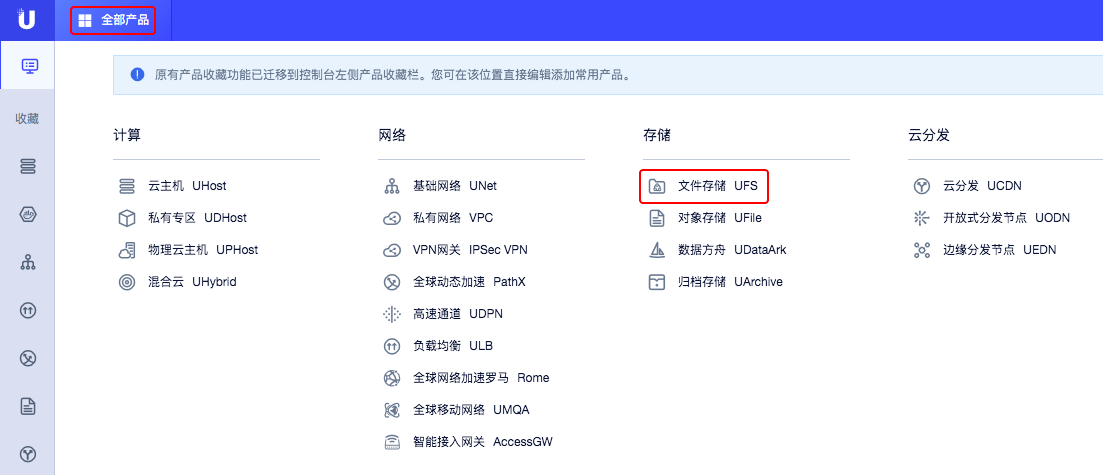 U 全部产品
原有产品收藏功能已迁移到控制台左侧产品收藏栏。您可在该位置直接编辑添加常用产品。
收藏
计算
云主机 UHost
私有专区 UDHost
物理云主机 UPHost
混合云 UHybrid
网络
基础网络 UNet
私有网络 VPC
VPN网关 IPSec VPN
全球动态加速 PathX
高速通道 UDPN
负载均衡 ULB
全球网络加速罗马 Rome
全球移动网络 UMQA
智能接入网关 AccessGW
存储
文件存储 UFS
对象存储 UFile
数据方舟 UDataArk
归档存储 UArchive
云分发
云分发 UCDN
开放式分发节点 UODN
边缘分发节点 UEDN